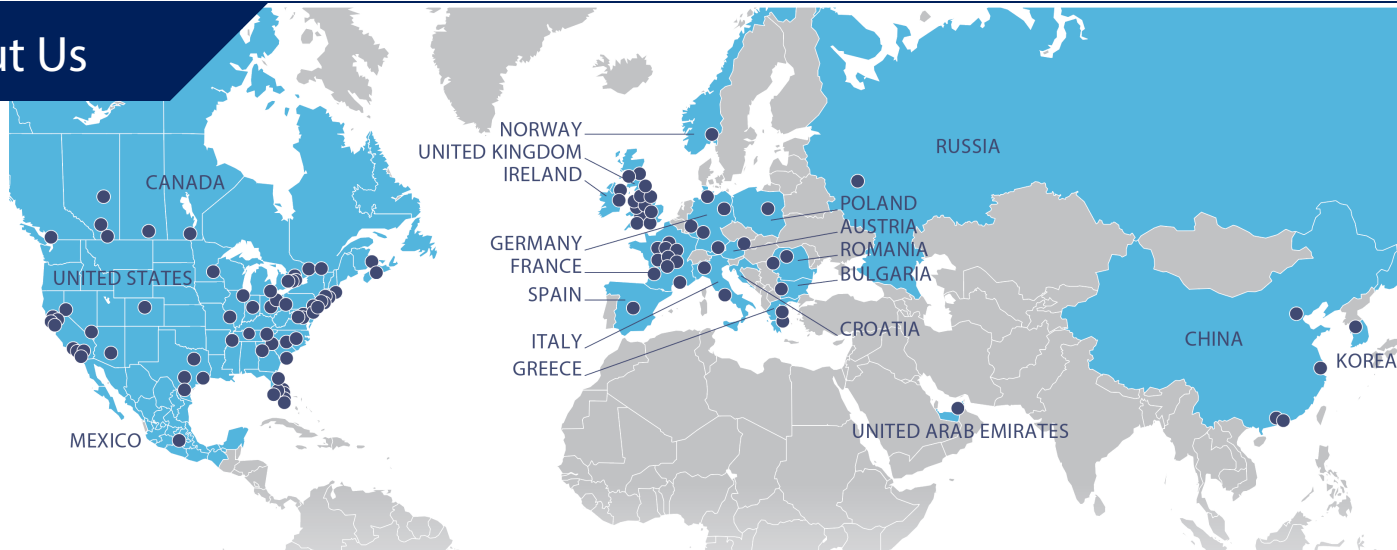 ut Us
NORWAY
UNITED KINGDOM
IRELAND
RUSSIA
CANADA
POLAND
AUSTRIA
ROMANIA
BULGARIA
GERMANY
FRANCE
SPAIN
UNITED STATES
ITALY
GREECE
CROATIA
CHINA
KOREA
MEXICO
UNITED ARAB EMIRATES